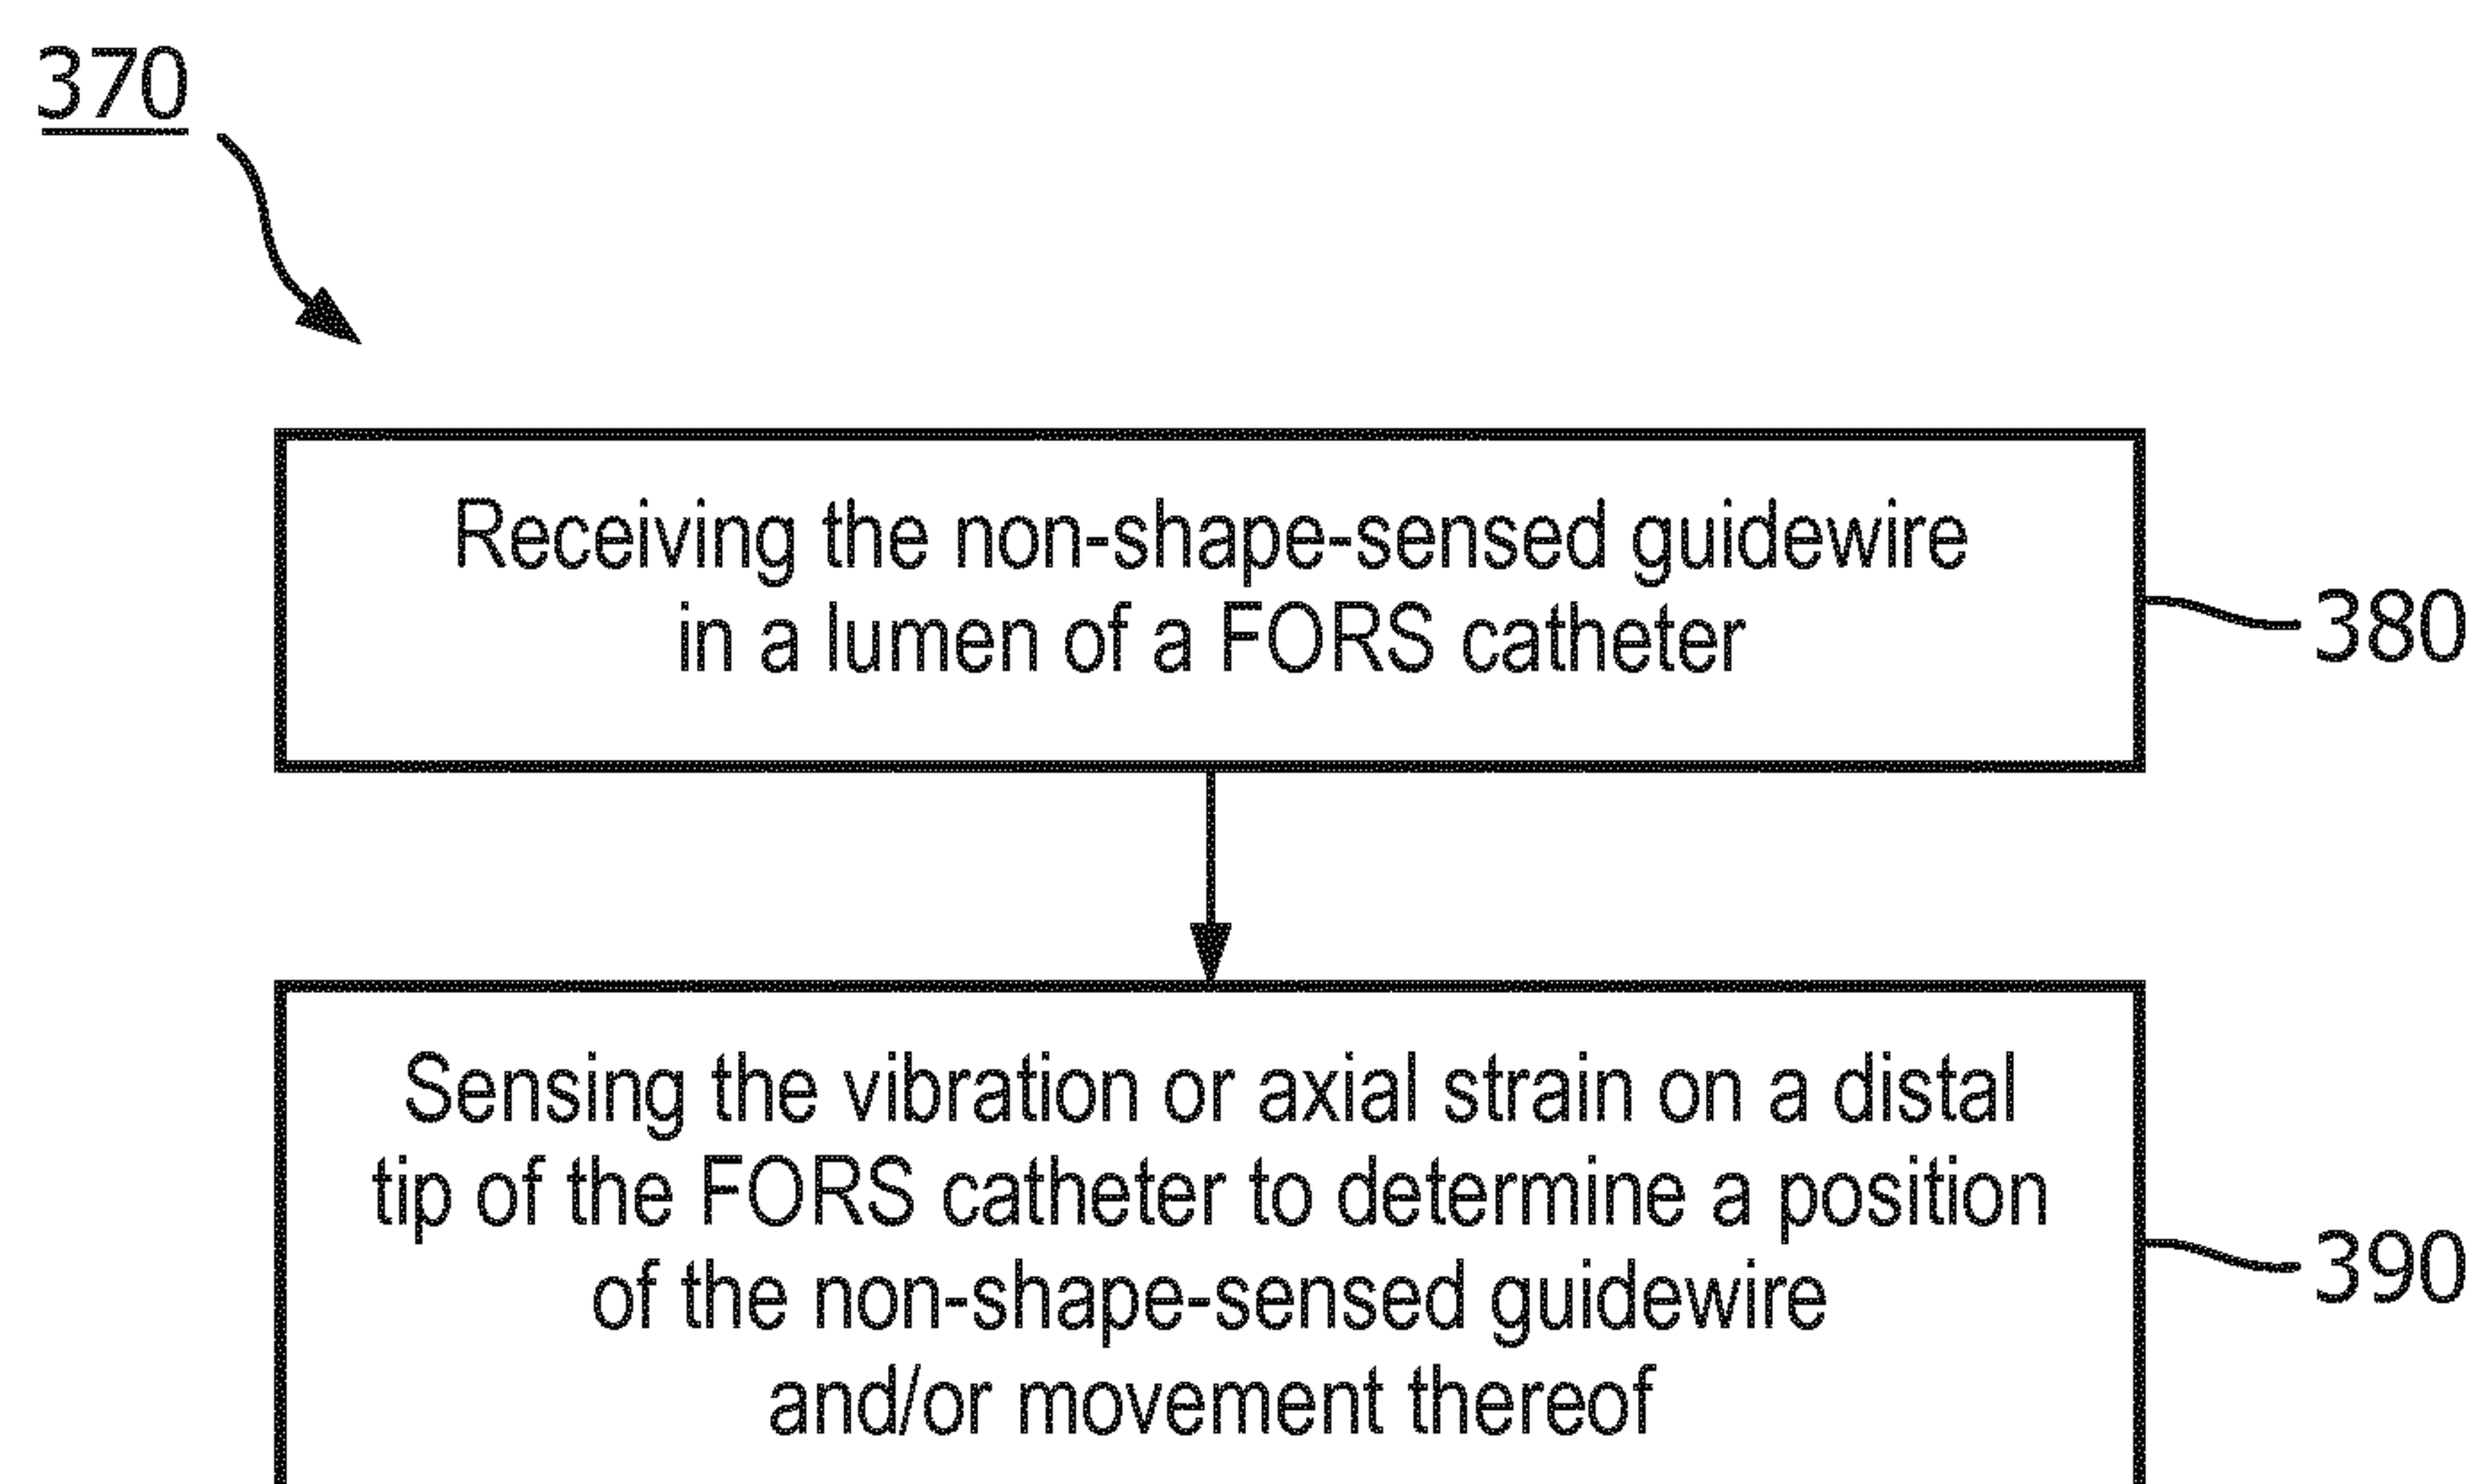 370
Receiving the non-shape-sensed guidewire
in a lumen of a FORS catheter
380
Sensing the vibration or axial strain on a distal
tip of the FORS catheter to determine a position
of the non-shape-sensed guidewire
and/or movement thereof
390